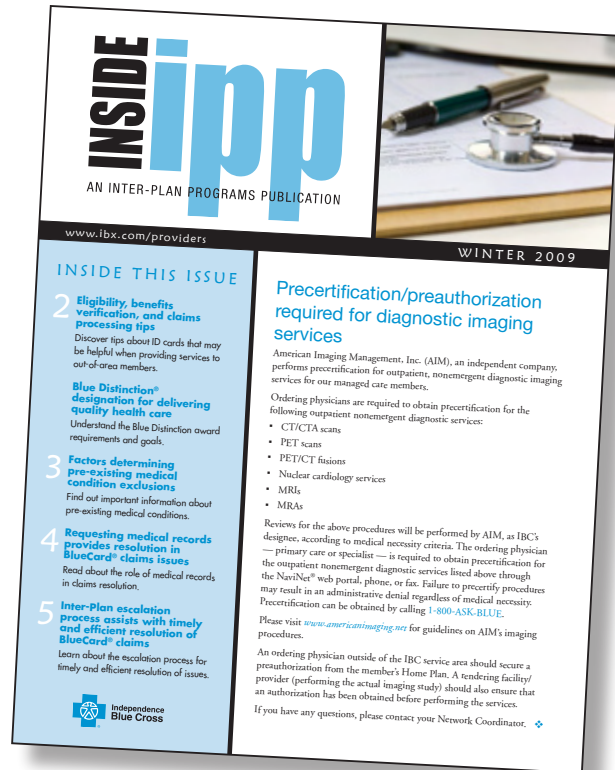 INSIDE
ipp
AN INTER-PLAN PROGRAMS PUBLICATION
www.ibx.com/providers
WINTER 2009
INSIDE THIS ISSUE
2 Eligibility, benefits
verification, and claims
processing tips
Discover tips about ID cards that may
be helpful when providing services to
out-of-area members.
Blue Distinction®
designation for delivering
quality health care
Understand the Blue Distinction award
requirements and goals.
3 Factors determining
pre-existing medical
condition exclusions
Find out important information about
pre-existing medical conditions.
4 Requesting medical records
provides resolution in
BlueCard® claims issues
Read about the role of medical records
in claims resolution.
5 Inter-Plan escalation
process assists with timely
and efficient resolution of
BlueCard® claims
Learn about the escalation process for
timely and efficient resolution of issues.
Independence
Blue Cross
Precertification/preauthorization
required for diagnostic imaging
services
American Imaging Management, Inc. (AIM), an independent company,
performs precertification for outpatient, nonemergent diagnostic imaging
services for our managed care members.
Ordering physicians are required to obtain precertification for the
following outpatient nonemergent diagnostic services:
▪ CT/CTA scans
▪ PET scans
▪ PET/CT fusions
▪ Nuclear cardiology services
▪ MRIs
▪ MRAs
Reviews for the above procedures will be performed by AIM, as IBC's
designee, according to medical necessity criteria. The ordering physician
— primary care or specialist — is required to obtain precertification for
the outpatient nonemergent diagnostic services listed above through
the NaviNet® web portal, phone, or fax. Failure to precertify procedures
may result in an administrative denial regardless of medical necessity.
Precertification can be obtained by calling 1-800-ASK-BLUE.
Please visit www.americanimaging.net for guidelines on AIM's imaging
procedures.
An ordering physician outside of the IBC service area should secure a
preauthorization from the member's Home Plan. A tendering facility/
provider (performing the actual imaging study) should also ensure that
an authorization has been obtained before performing the services.
If you have any questions, please contact your Network Coordinator. ❖